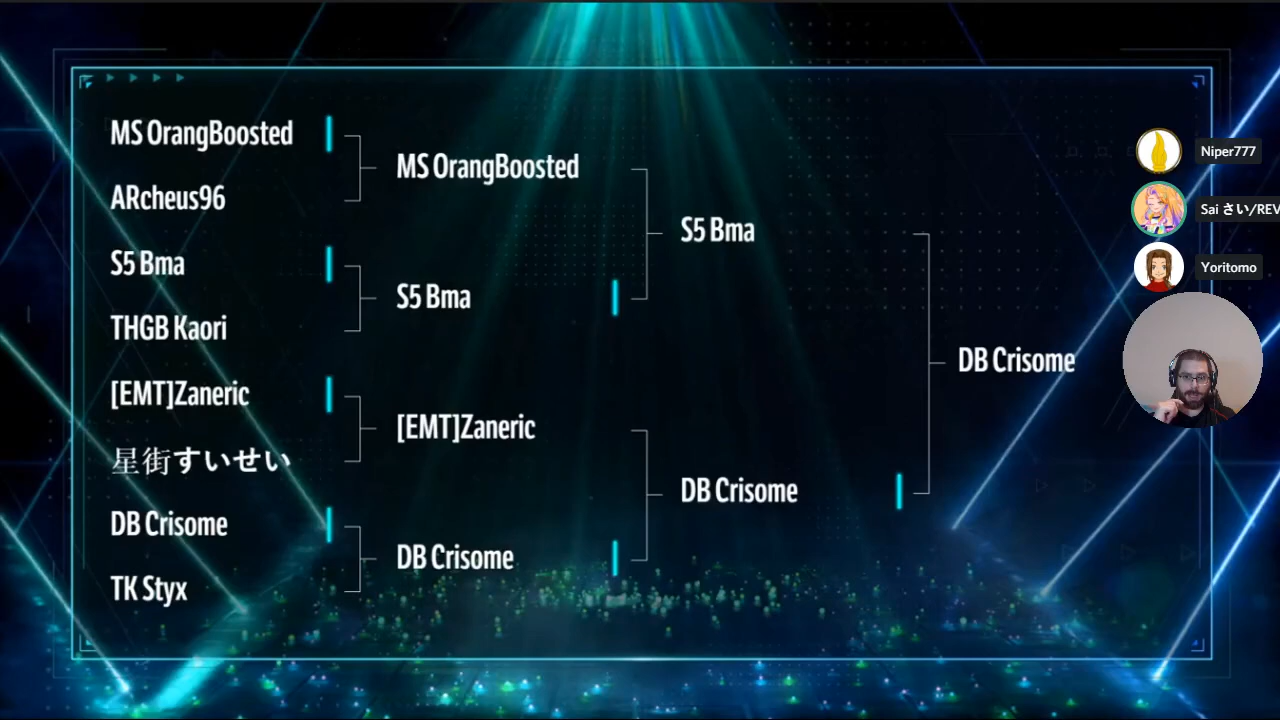 MS OrangBoosted
ARcheus96
S5 Bma
THGB Kaori
[EMT]Zaneric
星街すいせい
DB Crisome
TK Styx
MS OrangBoosted
S5 Bma
[EMT]Zaneric
DB Crisome
S5 Bma
DB Crisome
DB Crisome
Niper777
Sai さい/REV
Yoritomo